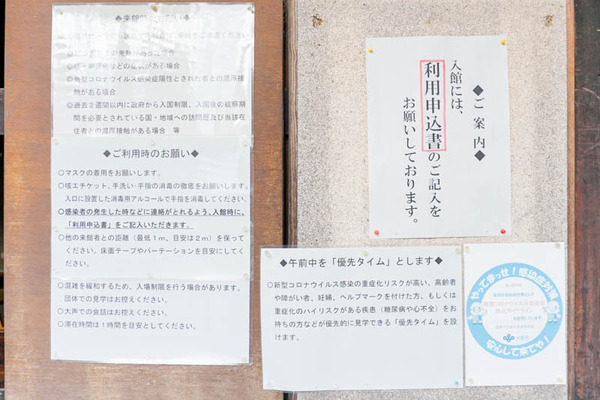 ○新型コロナウイルス感染症陽性とされた者との濃厚接
触がある場合
○過去2週間以内に政府から入国制限、入国後の観察期
間を必要とされている国・地域への訪問歴及び当該在
住者との濃厚接触がある場合　等
◆ご利用時のお願い◆
○マスクの着用をお願いします。
○咳エチケット、手洗い・手指の消毒の徹底をお願いします。
入口に設置した消毒用アルコールで手指を消毒してください。
○感染者の発生した時などに連絡がとれるよう、入館時に、
「利用申込書」をご記入いただきます。
○他の来館者との距離（最低1m、目安は2m）を保って
ください。床面テープやパーテーションを目安にしてく
ださい。
○混雑を緩和するため、入場制限を行う場合があります。
団体での見学はお控えください。
○大声での会話はお控えください。
○滞在時間は1時間を目安としてください。
◆ご案内◆
入館には、
利用申込書のご記入を
お願いしております。
◆午前中を「優先タイム」とします◆
○新型コロナウイルス感染症の重症化リスクが高い、高齢者
や障がい者、妊婦、ヘルプマークを付けた方、もしくは
重症化のハイリスクがある疾患（糖尿病や心不全）をお
持ちの方などが優先的に見学できる「優先タイム」を設
けます。
やってまっせ！感染症対策
安心して来てや！